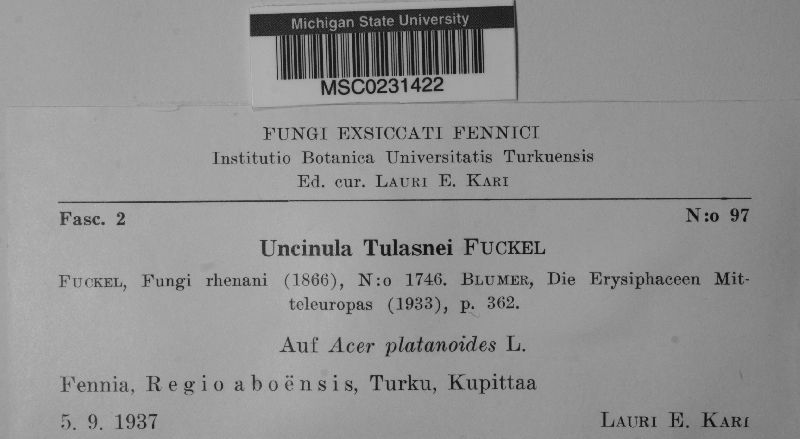 Michigan State University
MSC0231422
FUNGI EXSICCATI FENNICI
Institutio Botanica Universitatis Turkuensis
Ed. cur. LAURI E. KARI
Fasc. 2 N:o 97
Uncinula Tulasnei FUCKEL
FUCKEL, Fungi rhenani (1866), N:o 1746. BLUMER, Die Erysiphaceen Mit-
teleuropas (1933), p. 362.
Auf Acer platanoides L.
Fennia, Regio aboënsis, Turku, Kupittaa
5. 9. 1937 LAURI E. KARI